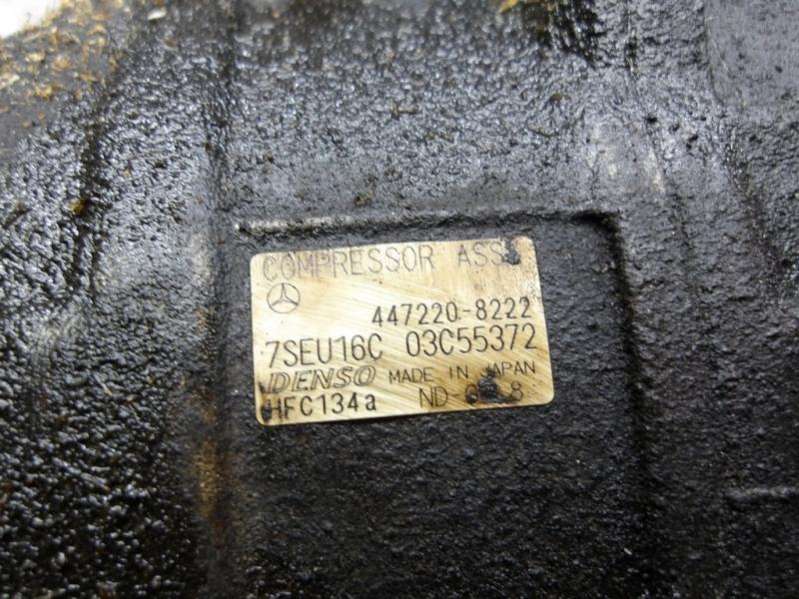 COMPRESSOR
447220-8222
7SEU16C 03C55372
DENSO MADE IN JAPAN
HFC134a